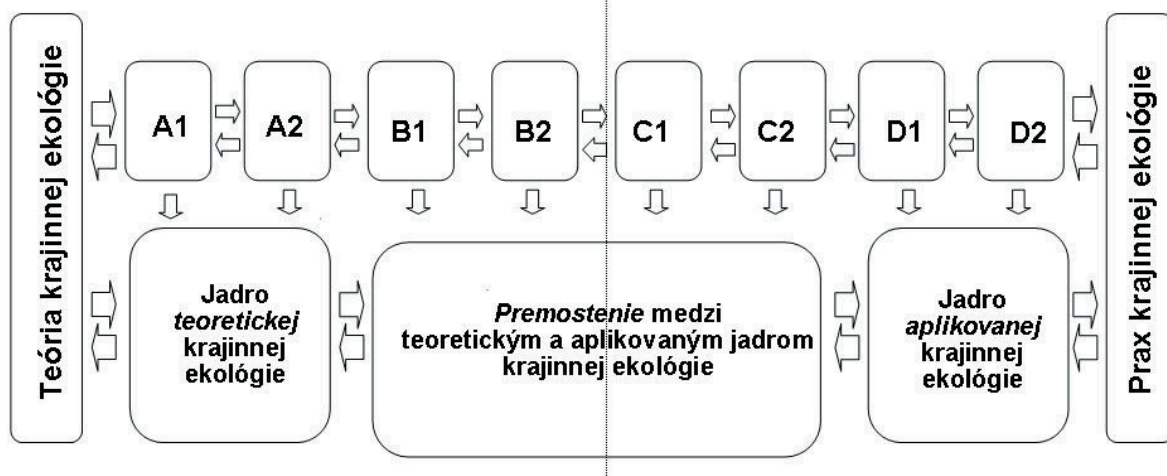 Teória krajinnej ekológie
A1
A2
B1
B2
C1
C2
D1
D2
Jadro
teoretickej
krajinnej
ekológie
Premostenie medzi
teoretickým a aplikovaným jadrom
krajinnej ekológie
Jadro
aplikovanej
krajinnej
ekológie
Prax krajinnej ekológie